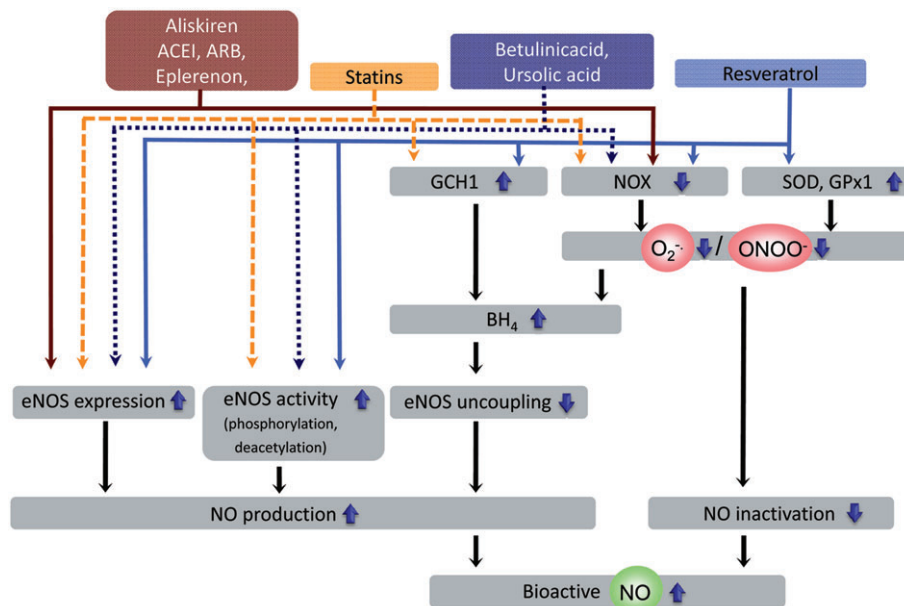 Aliskiren
ACEI, ARB,
Eplerenon,
Statins
Betulinicacid,
Ursolic acid
Resveratrol
GCH1
NOX
SOD, GPx1
O₂⁻· / ONOO⁻
BH₄
eNOS expression
eNOS activity
(phosphorylation,
deacetylation)
eNOS uncoupling
NO production
NO inactivation
Bioactive NO